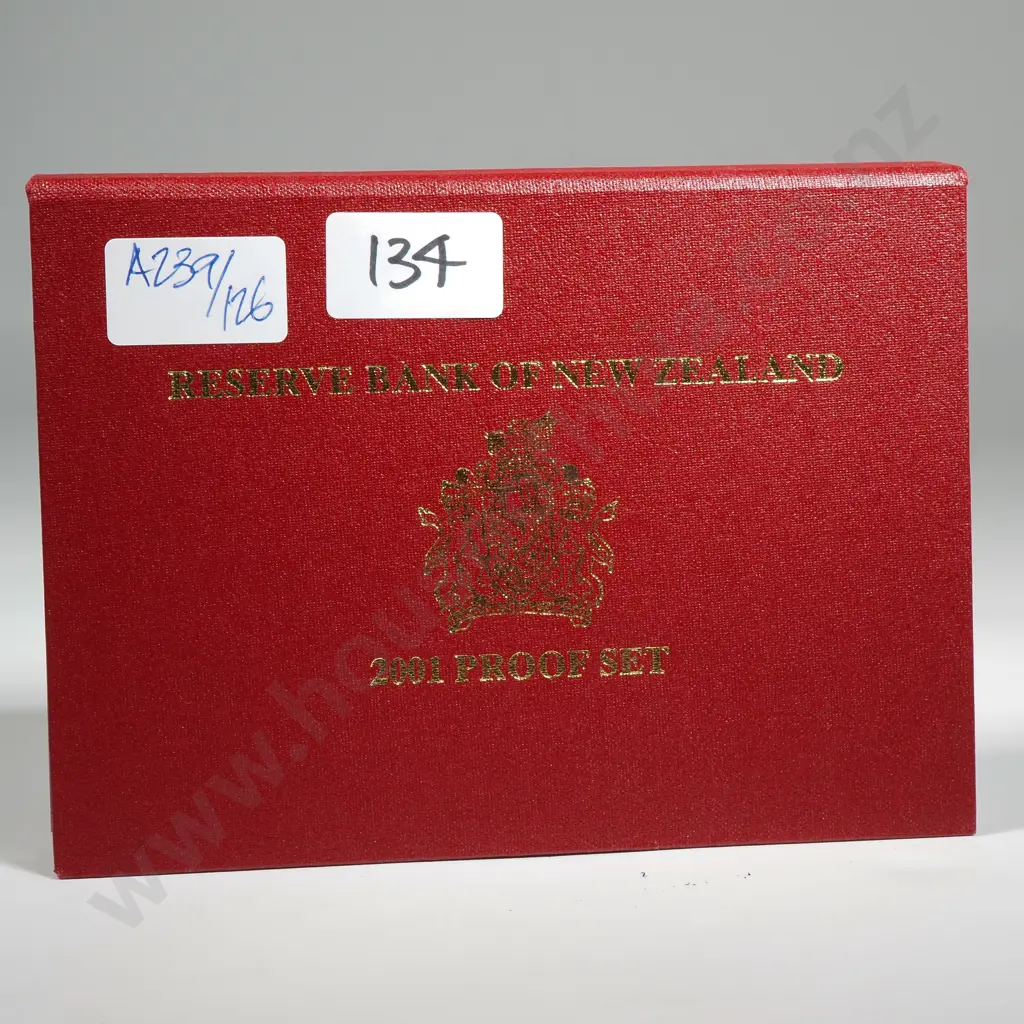 A239/
126
134
RESERVE BANK OF NEW ZEALAND
2001 PROOF SET